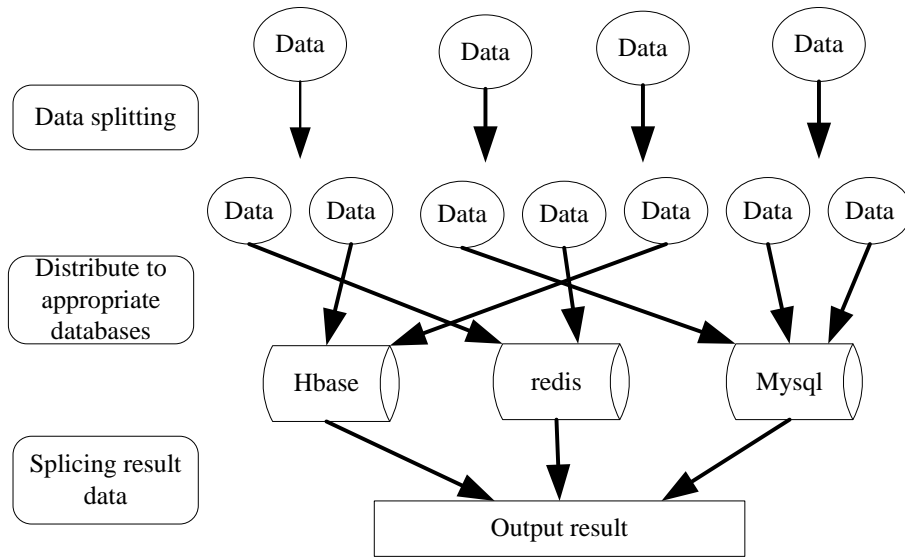 Data
Data
Data
Data
Data splitting
Data
Data
Data
Data
Data
Data
Data
Distribute to
appropriate
databases
Hbase
redis
Mysql
Splicing result
data
Output result